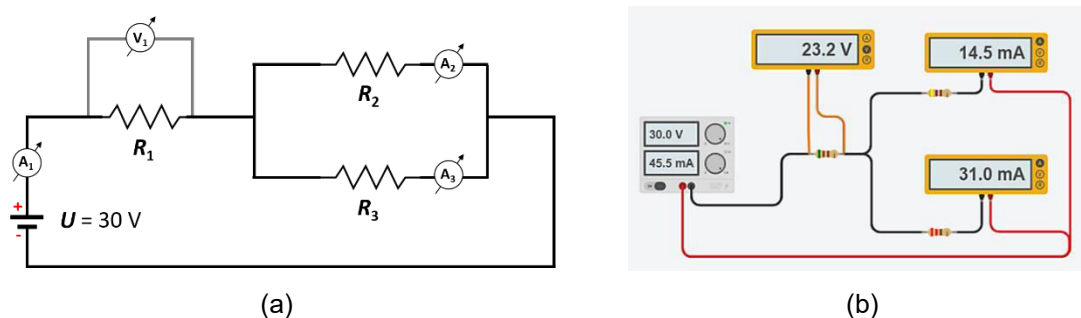 V1
R1
A1
+
-
U = 30 V
R2
A2
R3
A3
(a)
23.2 V
A
V
R
14.5 mA
A
V
R
30.0 V
45.5 mA
31.0 mA
A
V
R
(b)